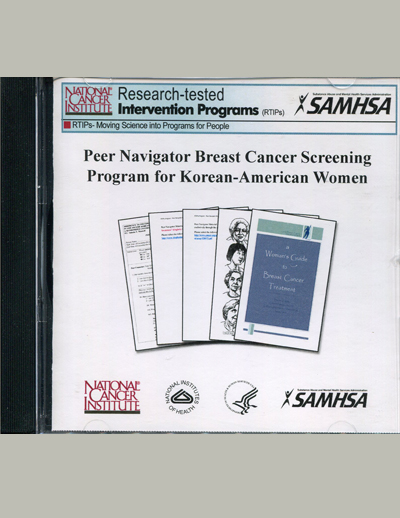 NATIONAL
CANCER
INSTITUTE
Research-tested
Intervention Programs (RTIPs)
Substance Abuse and Mental Health Services Administration
SAMHSA
RTIPs- Moving Science into Programs for People
Peer Navigator Breast Cancer Screening
Program for Korean-American Women
a
Woman's Guide
to
Breast Cancer
Treatment
NATIONAL
CANCER
INSTITUTE
NATIONAL INSTITUTES
OF HEALTH
Substance Abuse and Mental Health Services Administration
SAMHSA